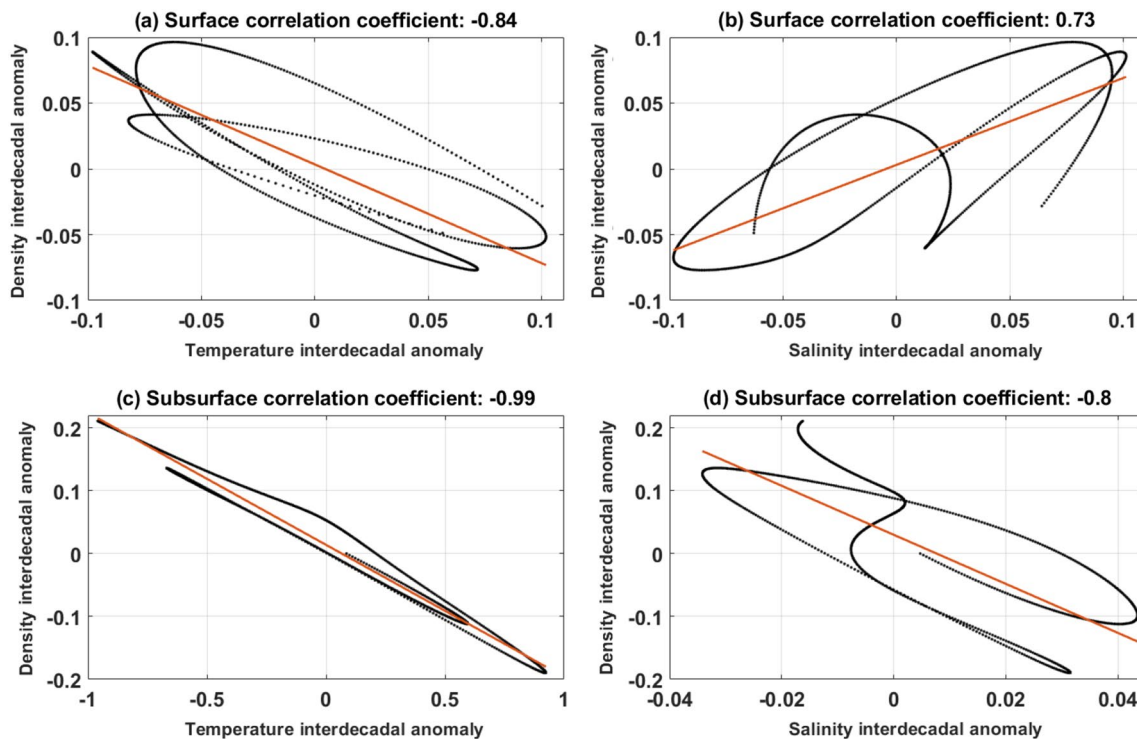 (a) Surface correlation coefficient: -0.84
0.1
0.05
0
-0.05
-0.1
Density interdecadal anomaly
-0.1 -0.05 0 0.05 0.1
Temperature interdecadal anomaly
(b) Surface correlation coefficient: 0.73
0.1
0.05
0
-0.05
-0.1
Density interdecadal anomaly
-0.1 -0.05 0 0.05 0.1
Salinity interdecadal anomaly
(c) Subsurface correlation coefficient: -0.99
0.2
0.1
0
-0.1
-0.2
Density interdecadal anomaly
-1 -0.5 0 0.5 1
Temperature interdecadal anomaly
(d) Subsurface correlation coefficient: -0.8
0.2
0.1
0
-0.1
-0.2
Density interdecadal anomaly
-0.04 -0.02 0 0.02 0.04
Salinity interdecadal anomaly